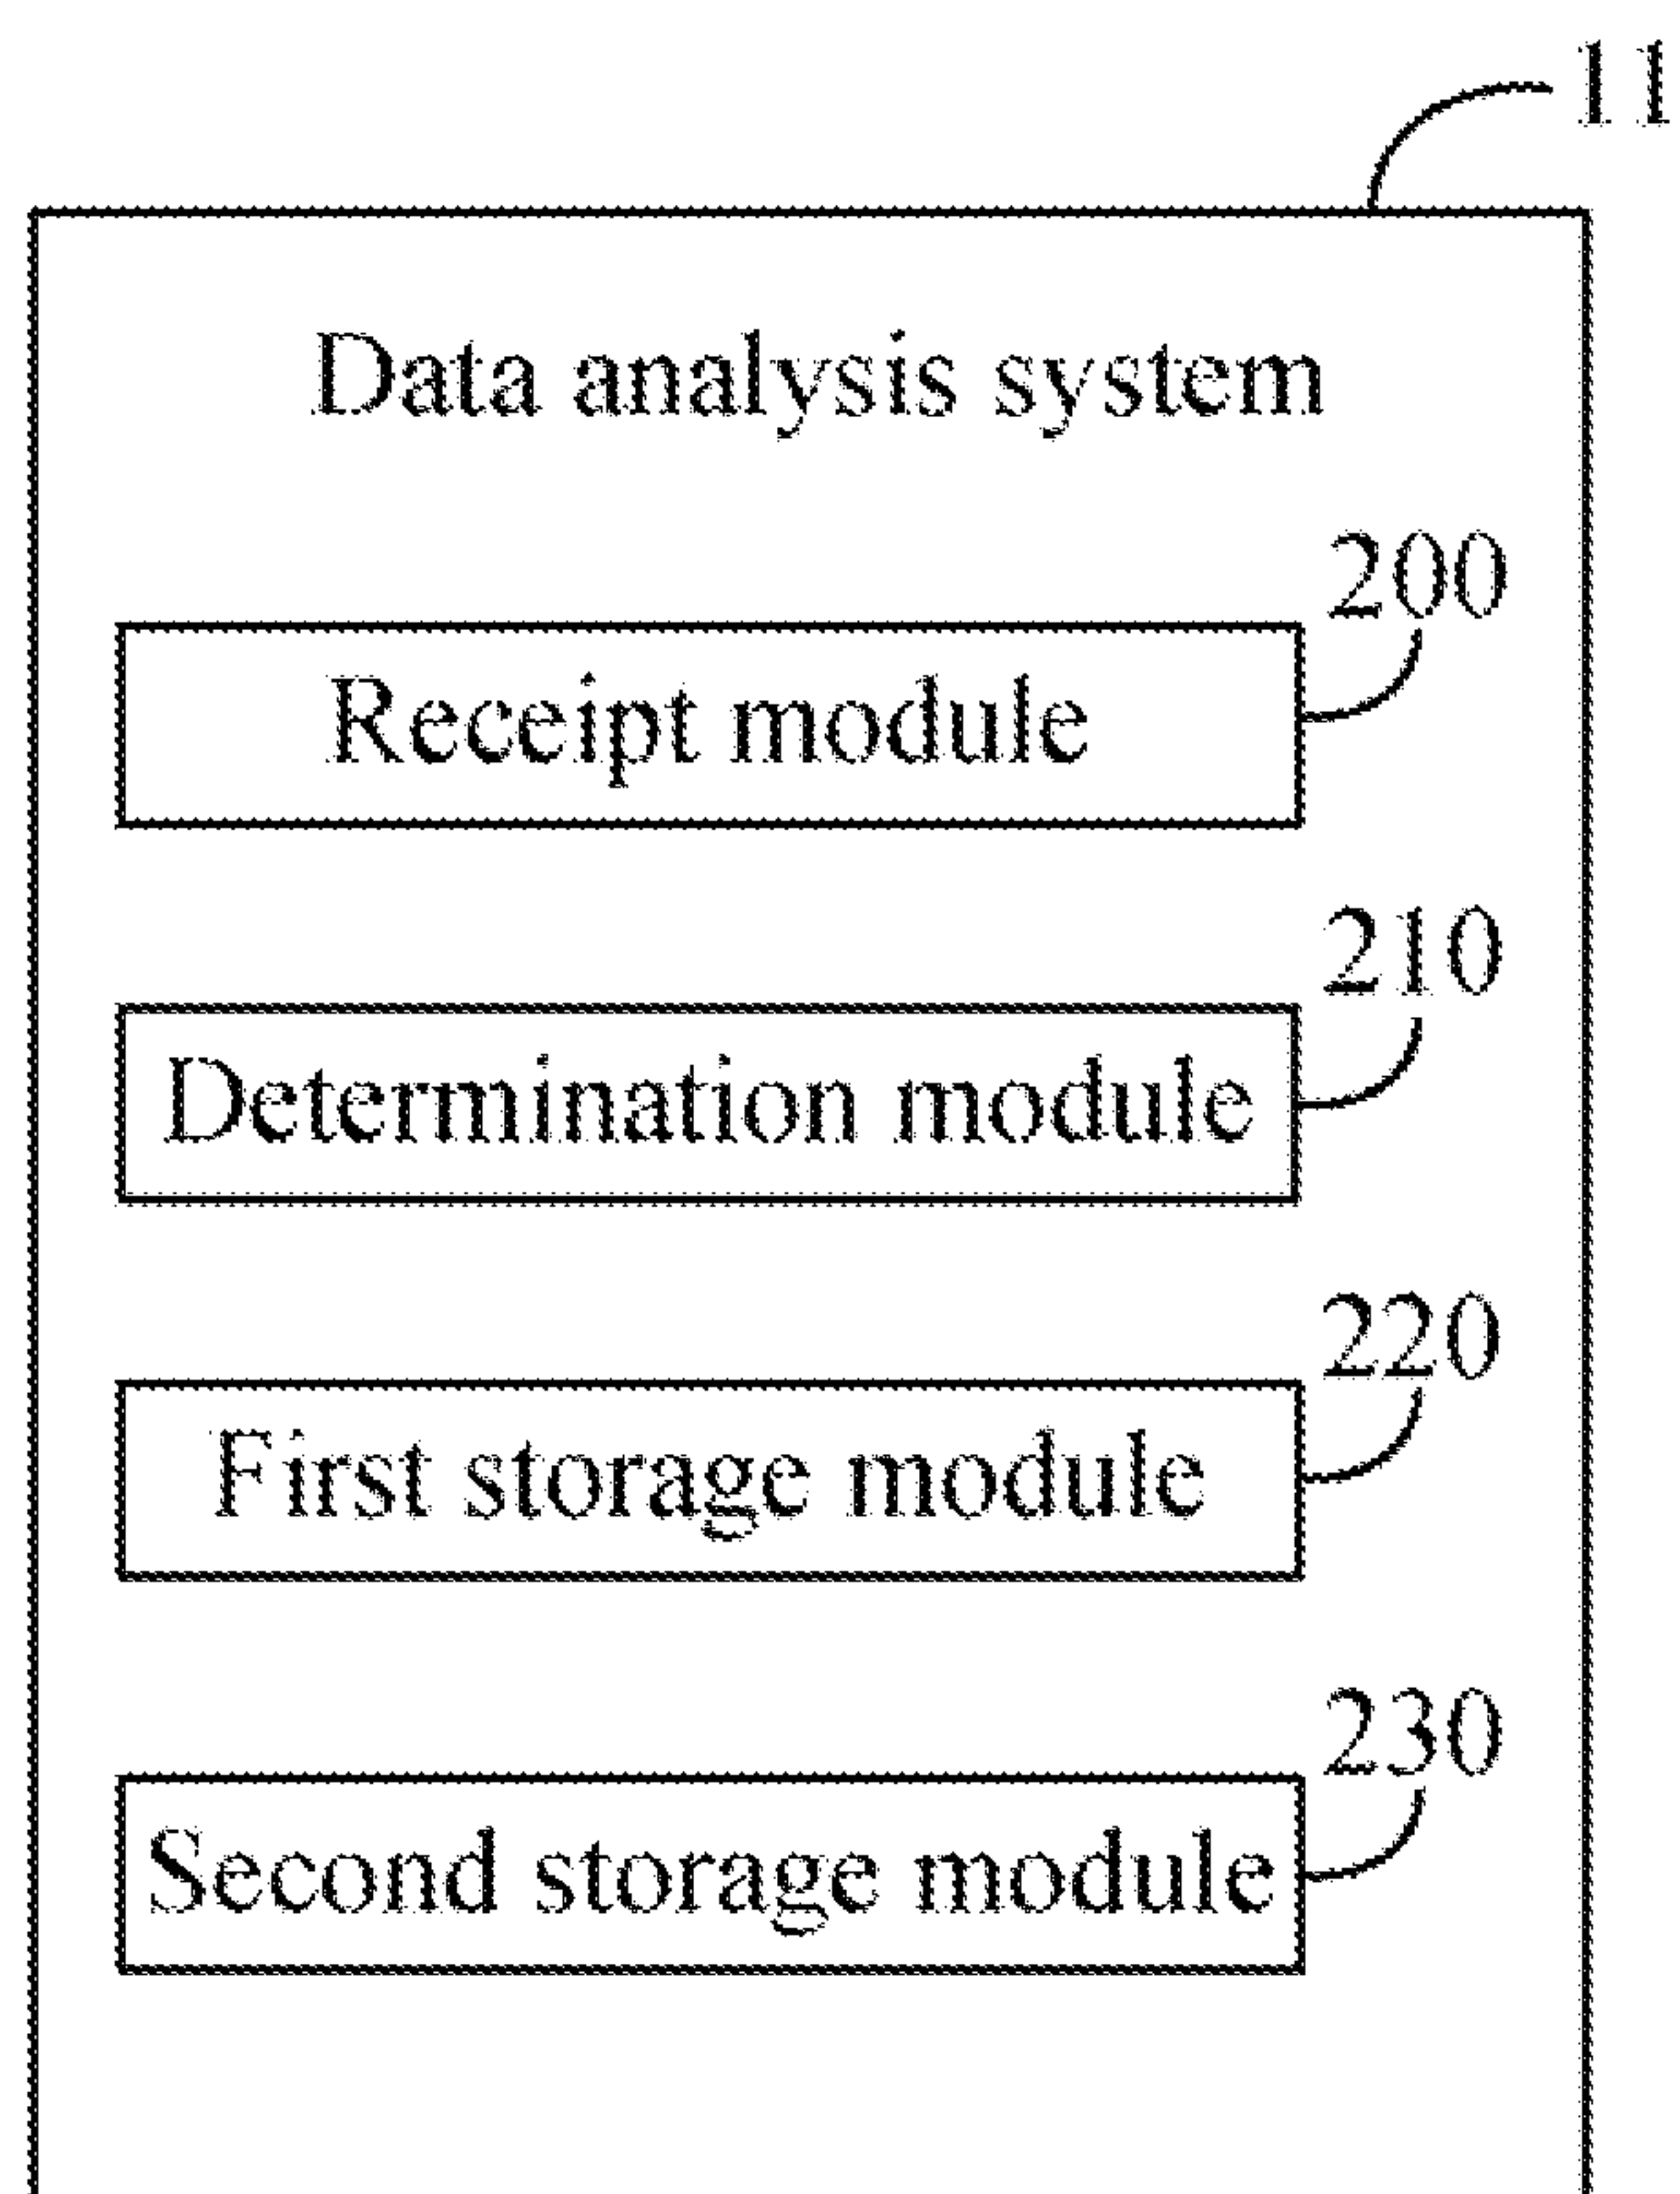 11
Data analysis system
200
Receipt module
210
Determination module
220
First storage module
230
Second storage module